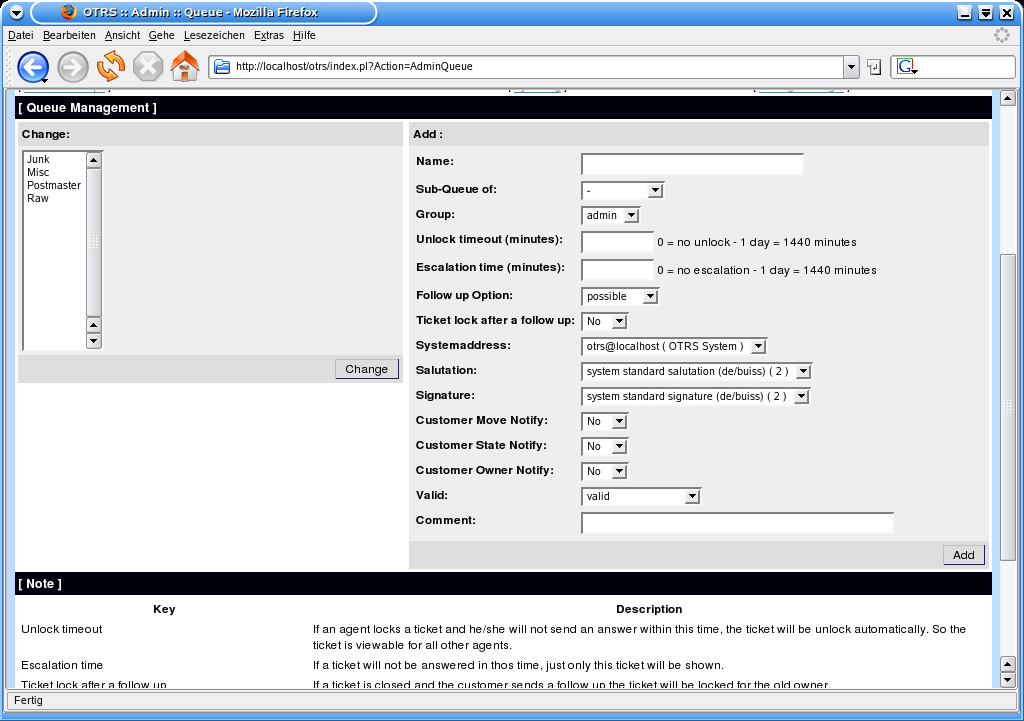 OTRS :: Admin :: Queue - Mozilla Firefox
Datei Bearbeiten Ansicht Gehe Lesezeichen Extras Hilfe
http://localhost/otrs/index.pl?Action=AdminQueue
G
[ Queue Management ]
Change:
Junk
Misc
Postmaster
Raw
Change
Add :
Name:
Sub-Queue of: -
Group: admin
Unlock timeout (minutes): 0 = no unlock - 1 day = 1440 minutes
Escalation time (minutes): 0 = no escalation - 1 day = 1440 minutes
Follow up Option: possible
Ticket lock after a follow up: No
Systemaddress: otrs@localhost ( OTRS System )
Salutation: system standard salutation (de/buiss) ( 2 )
Signature: system standard signature (de/buiss) ( 2 )
Customer Move Notify: No
Customer State Notify: No
Customer Owner Notify: No
Valid: valid
Comment:
Add
[ Note ]
Key Description
Unlock timeout If an agent locks a ticket and he/she will not send an answer within this time, the ticket will be unlock automatically. So the
ticket is viewable for all other agents.
Escalation time If a ticket will not be answered in thos time, just only this ticket will be shown.
Ticket lock after a follow up If a ticket is closed and the customer sends a follow up the ticket will be locked for the old owner.
Fertig